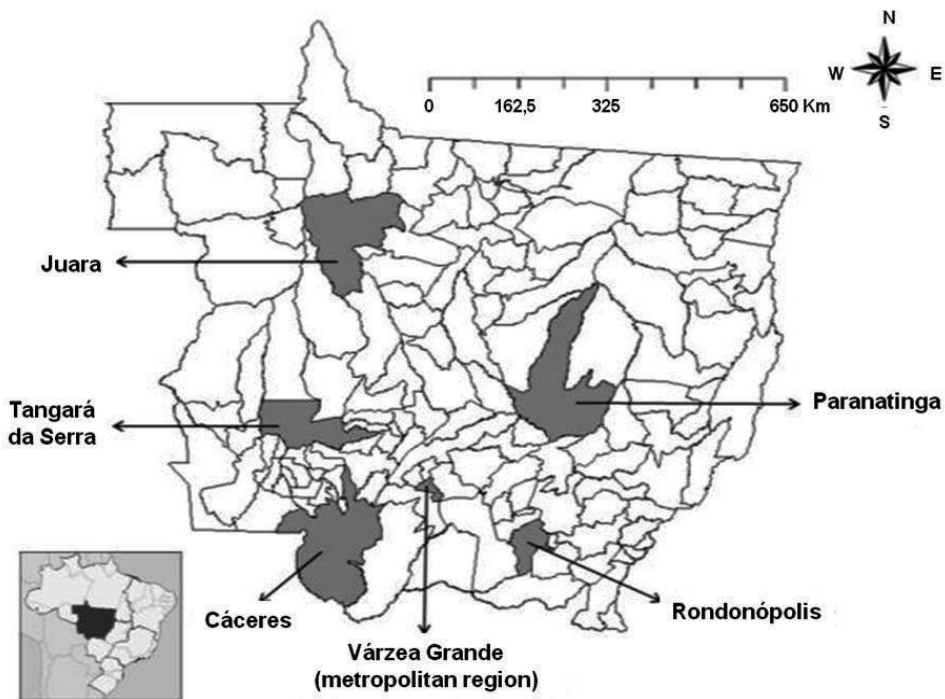 N
W E
S
0 162,5 325 650 Km
Juara
Tangará
da Serra
Paranatinga
Cáceres
Rondonópolis
Várzea Grande
(metropolitan region)